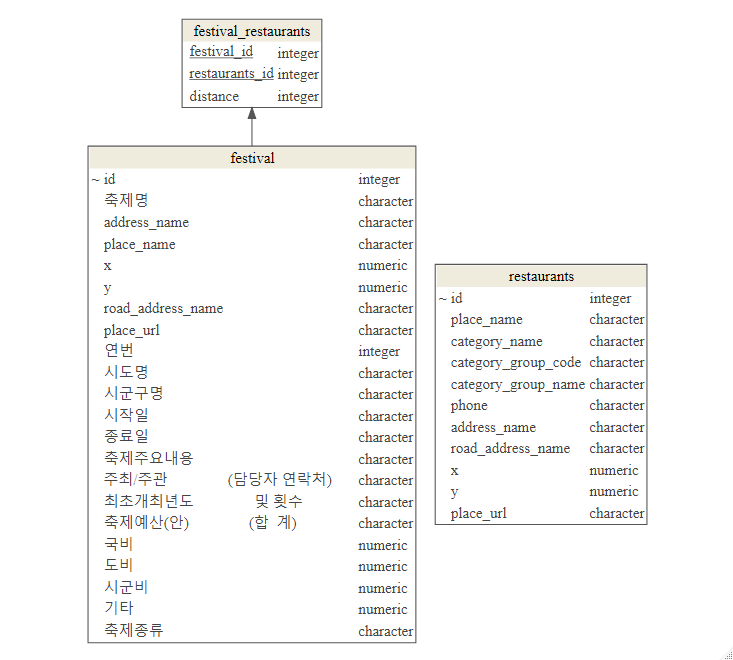 festival_restaurants
festival_id integer
restaurants_id integer
distance integer
festival
~ id integer
축제명 character
address_name character
place_name character
x numeric
y numeric
road_address_name character
place_url character
연번 integer
시도명 character
시군구명 character
시작일 character
종료일 character
축제주요내용 character
주최/주관 (담당자 연락처) character
최초개최년도 및 횟수 character
축제예산(안) (합 계) character
국비 numeric
도비 numeric
시군비 numeric
기타 numeric
축제종류 character
restaurants
~ id integer
place_name character
category_name character
category_group_code character
category_group_name character
phone character
address_name character
road_address_name character
x numeric
y numeric
place_url character